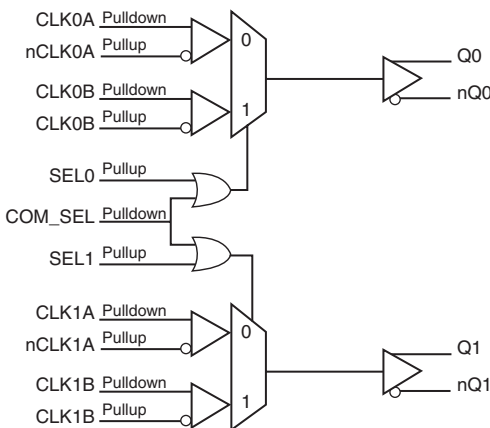 CLK0A Pulldown
0
nCLK0A Pullup
Q0
CLK0B Pulldown
nQ0
CLK0B Pullup
1
SEL0 Pullup
COM_SEL Pulldown
SEL1 Pullup
CLK1A Pulldown
0
nCLK1A Pullup
Q1
CLK1B Pulldown
nQ1
1
CLK1B Pullup